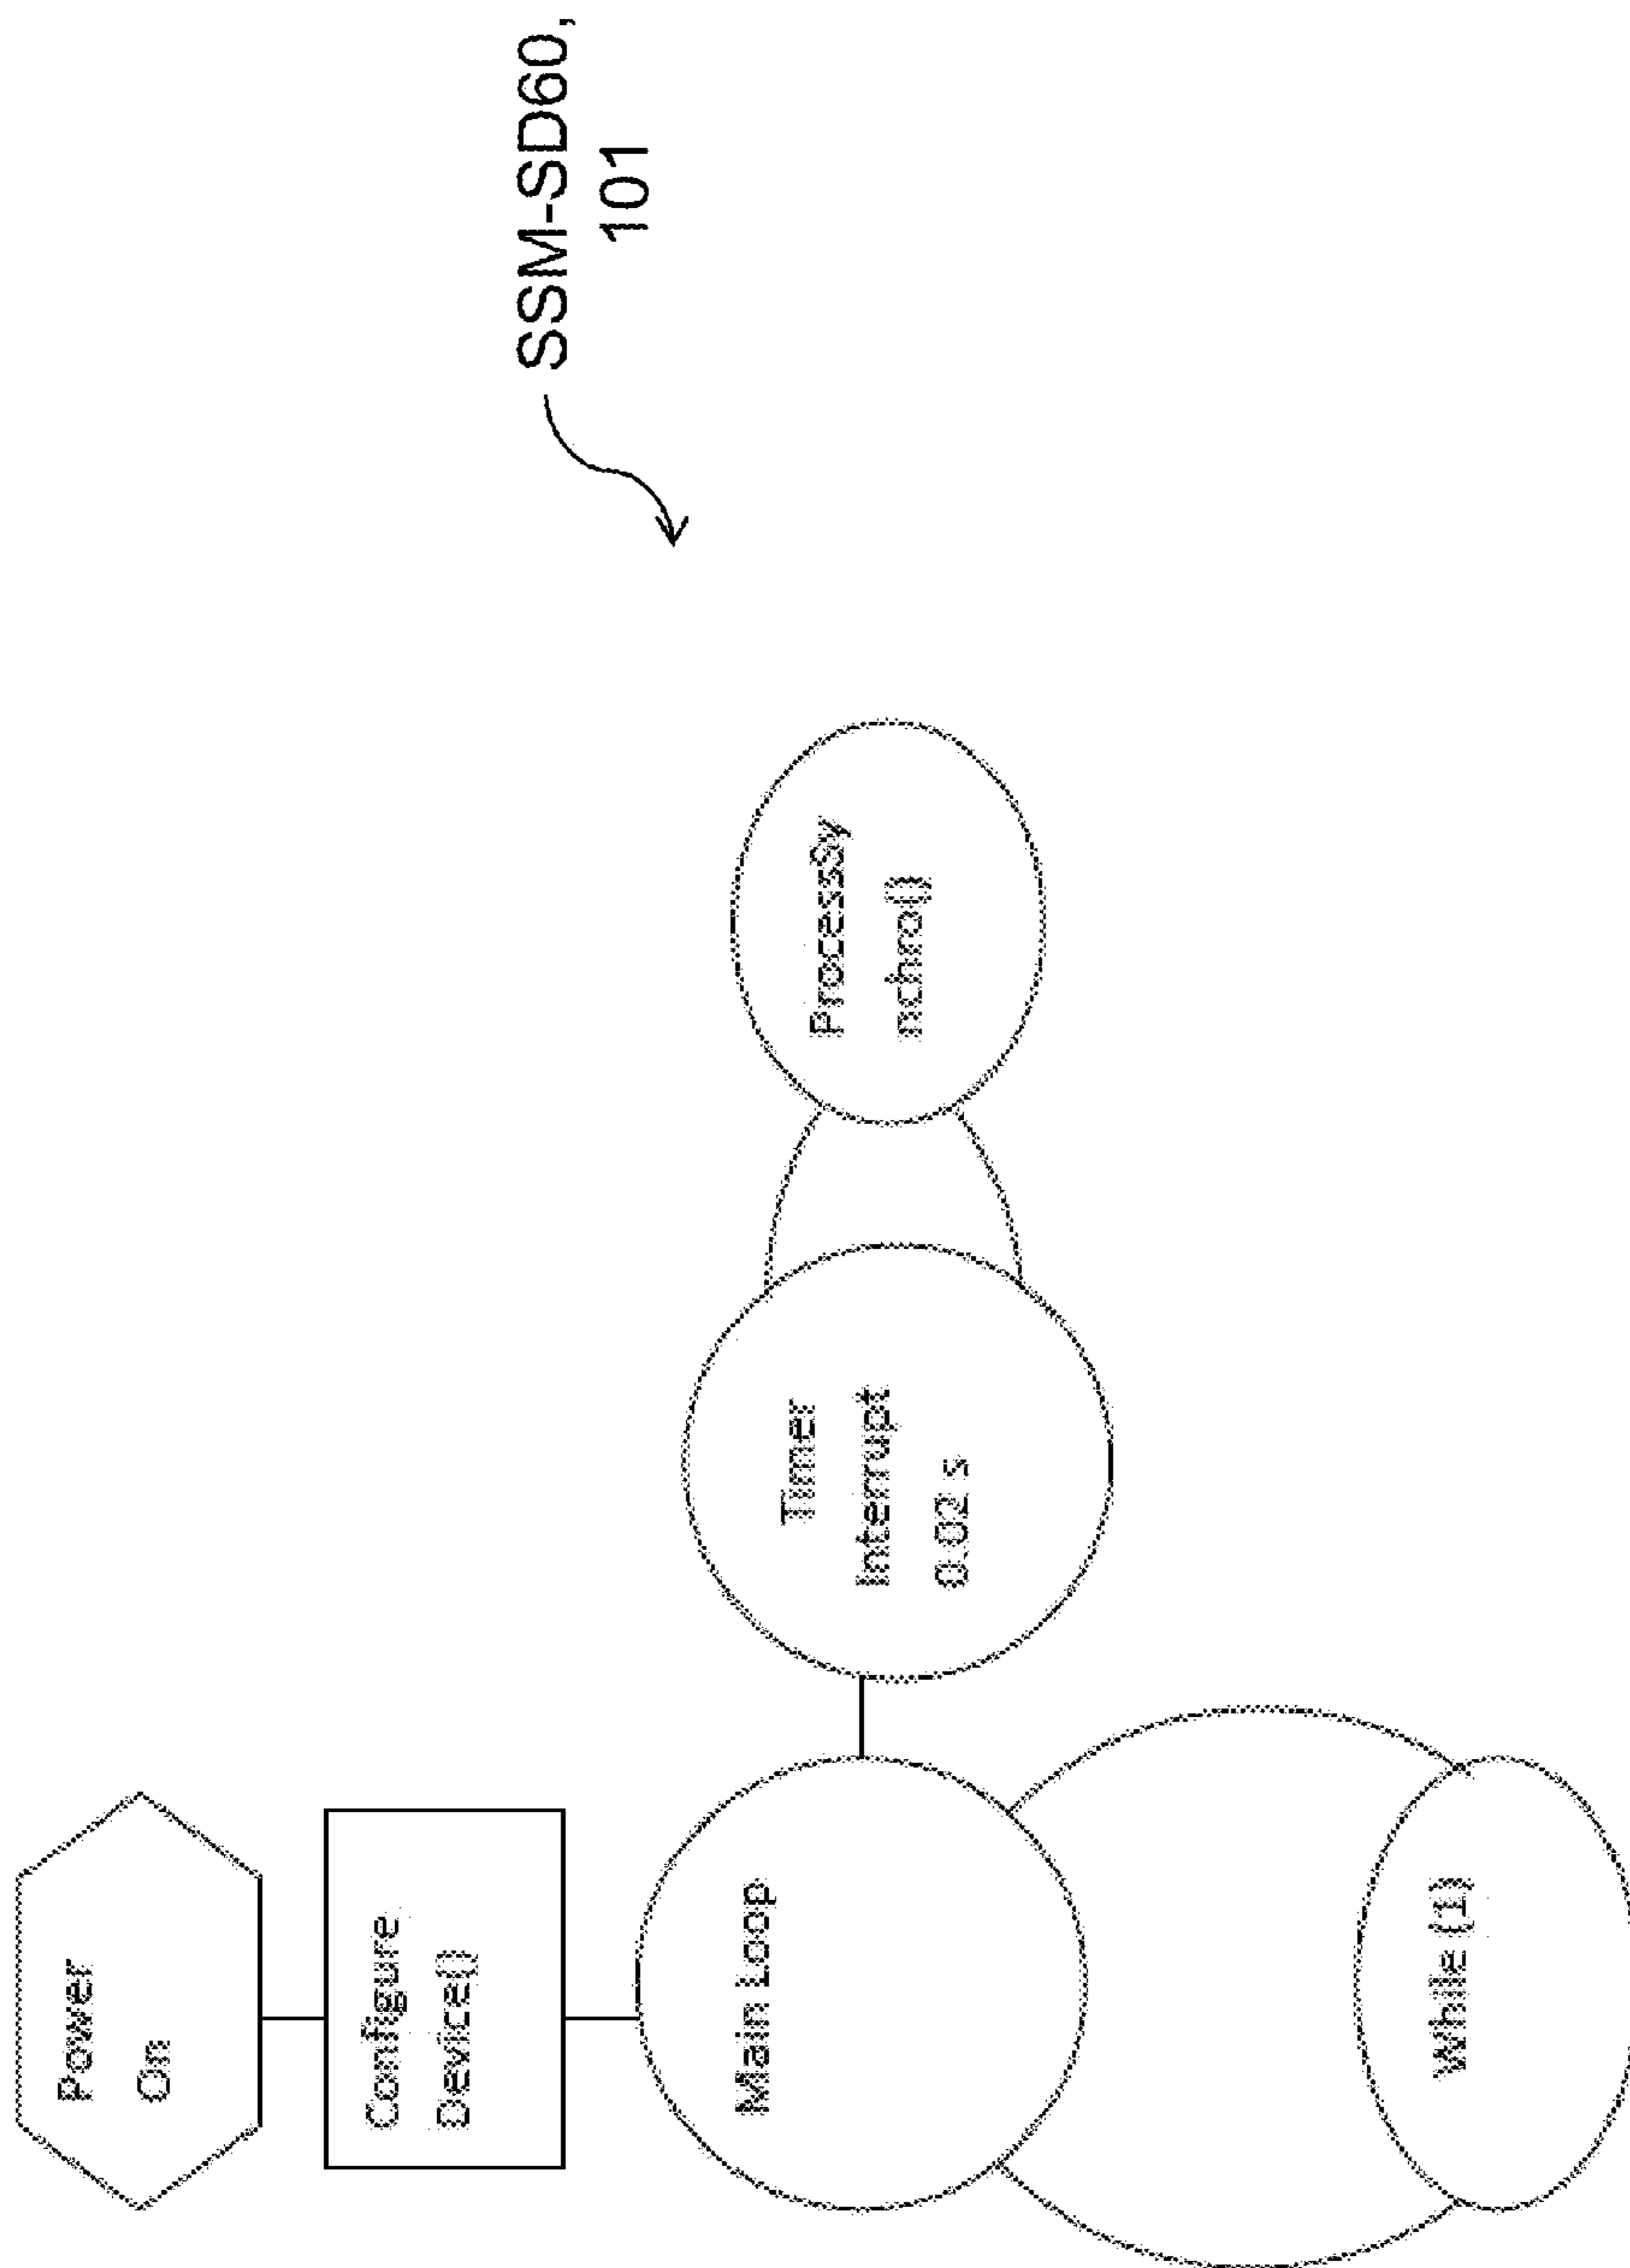 Power
On
Configure
Device()
Main Loop
While (1)
Timer
Interrupt
0.02 s
ProcessSy
nchro()
SSM-SD60,
101